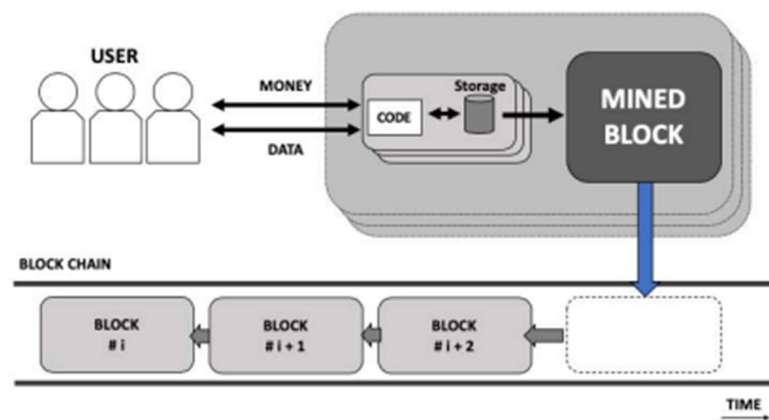 USER
MONEY
DATA
CODE
Storage
MINED
BLOCK
BLOCK CHAIN
BLOCK
# i
BLOCK
# i + 1
BLOCK
# i + 2
TIME